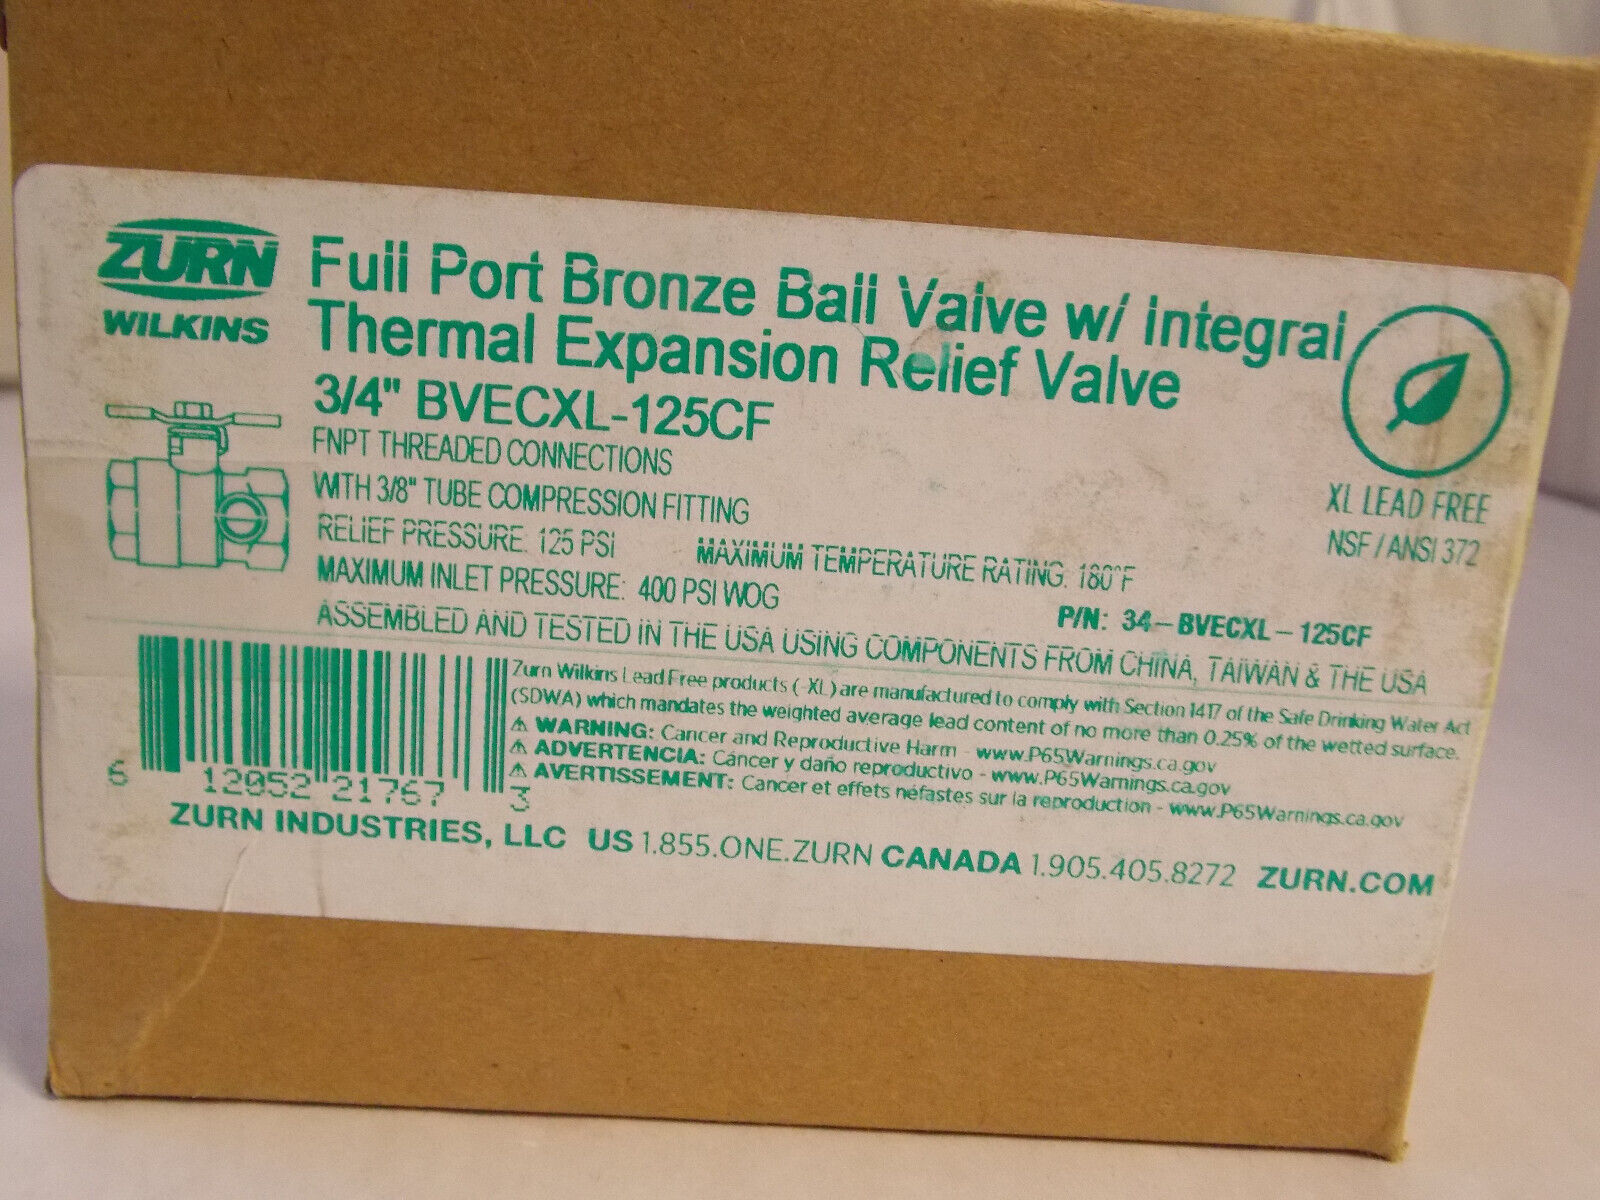 ZURN
WILKINS
Full Port Bronze Ball Valve w/ Integral
Thermal Expansion Relief Valve
3/4" BVECXL-125CF
FNPT THREADED CONNECTIONS
WITH 3/8" TUBE COMPRESSION FITTING
RELIEF PRESSURE: 125 PSI
MAXIMUM TEMPERATURE RATING: 180°F
MAXIMUM INLET PRESSURE: 400 PSI WOG
P/N: 34-BVECXL-125CF
ASSEMBLED AND TESTED IN THE USA USING COMPONENTS FROM CHINA, TAIWAN & THE USA
XL LEAD FREE
NSF / ANSI 372
Zurn Wilkins Lead Free products (-XL) are manufactured to comply with Section 1417 of the Safe Drinking Water Act
(SDWA) which mandates the weighted average lead content of no more than 0.25% of the wetted surface.
⚠ WARNING: Cancer and Reproductive Harm - www.P65Warnings.ca.gov
⚠ ADVERTENCIA: Cáncer y daño reproductivo - www.P65Warnings.ca.gov
⚠ AVERTISSEMENT: Cancer et effets néfastes sur la reproduction - www.P65Warnings.ca.gov
6 12052 21767 3
ZURN INDUSTRIES, LLC US 1.855.ONE.ZURN CANADA 1.905.405.8272 ZURN.COM